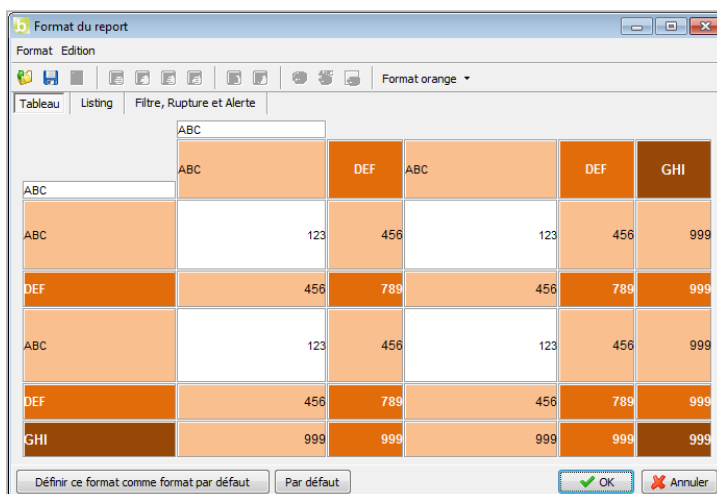 Format du report
Format Edition
Format orange
Tableau Listing Filtre, Rupture et Alerte
ABC
ABC DEF ABC DEF GHI
ABC
ABC 123 456 123 456 999
DEF 456 789 456 789 999
ABC 123 456 123 456 999
DEF 456 789 456 789 999
GHI 999 999 999 999 999
Définir ce format comme format par défaut Par défaut OK Annuler